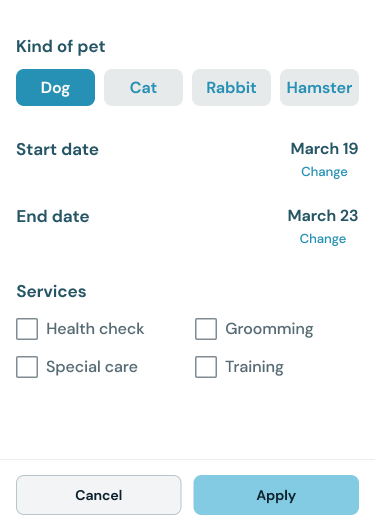 Kind of pet
Dog Cat Rabbit Hamster
Start date March 19
Change
End date March 23
Change
Services
Health check Groomming
Special care Training
Cancel Apply